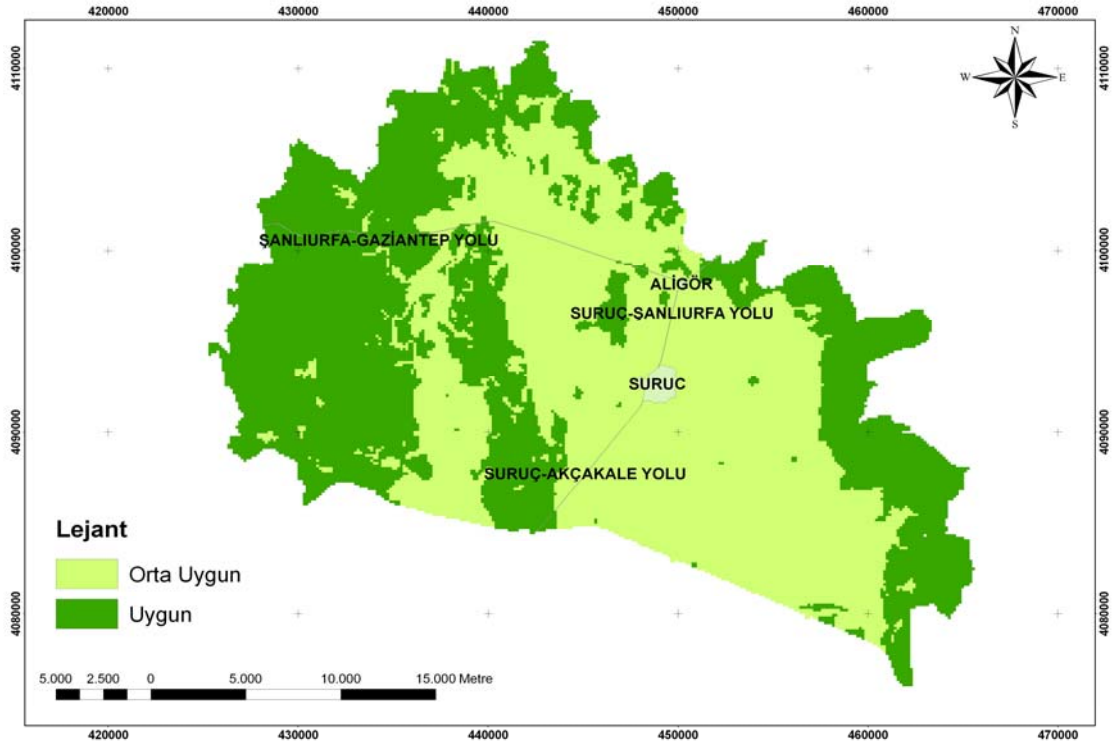 420000 430000 440000 450000 460000 470000
N
W E
S
4110000 4110000
4100000 4100000
4090000 4090000
4080000 4080000
ŞANLIURFA-GAZİANTEP YOLU
ALİGÖR
SURUÇ-ŞANLIURFA YOLU
SURUC
SURUÇ-AKÇAKALE YOLU
Lejant
Orta Uygun
Uygun
5.000 2.500 0 5.000 10.000 15.000 Metre
420000 430000 440000 450000 460000 470000